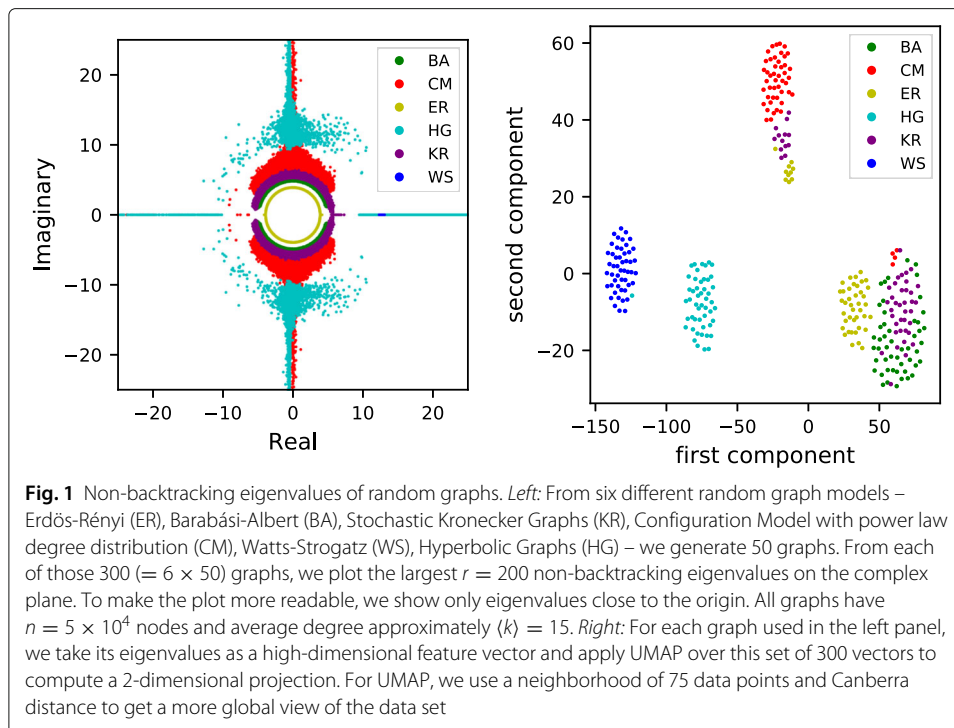 20
10
0
−10
−20
−20
−10
0
10
20
Imaginary
Real
BA
CM
ER
HG
KR
WS
60
40
20
0
−20
−150
−100
−50
0
50
second component
first component
BA
CM
ER
HG
KR
WS
Fig. 1 Non-backtracking eigenvalues of random graphs. Left: From six different random graph models –
Erdös-Rényi (ER), Barabási-Albert (BA), Stochastic Kronecker Graphs (KR), Configuration Model with power law
degree distribution (CM), Watts-Strogatz (WS), Hyperbolic Graphs (HG) – we generate 50 graphs. From each
of those 300 (= 6 × 50) graphs, we plot the largest r = 200 non-backtracking eigenvalues on the complex
plane. To make the plot more readable, we show only eigenvalues close to the origin. All graphs have
n = 5 × 10⁴ nodes and average degree approximately ⟨k⟩ = 15. Right: For each graph used in the left panel,
we take its eigenvalues as a high-dimensional feature vector and apply UMAP over this set of 300 vectors to
compute a 2-dimensional projection. For UMAP, we use a neighborhood of 75 data points and Canberra
distance to get a more global view of the data set